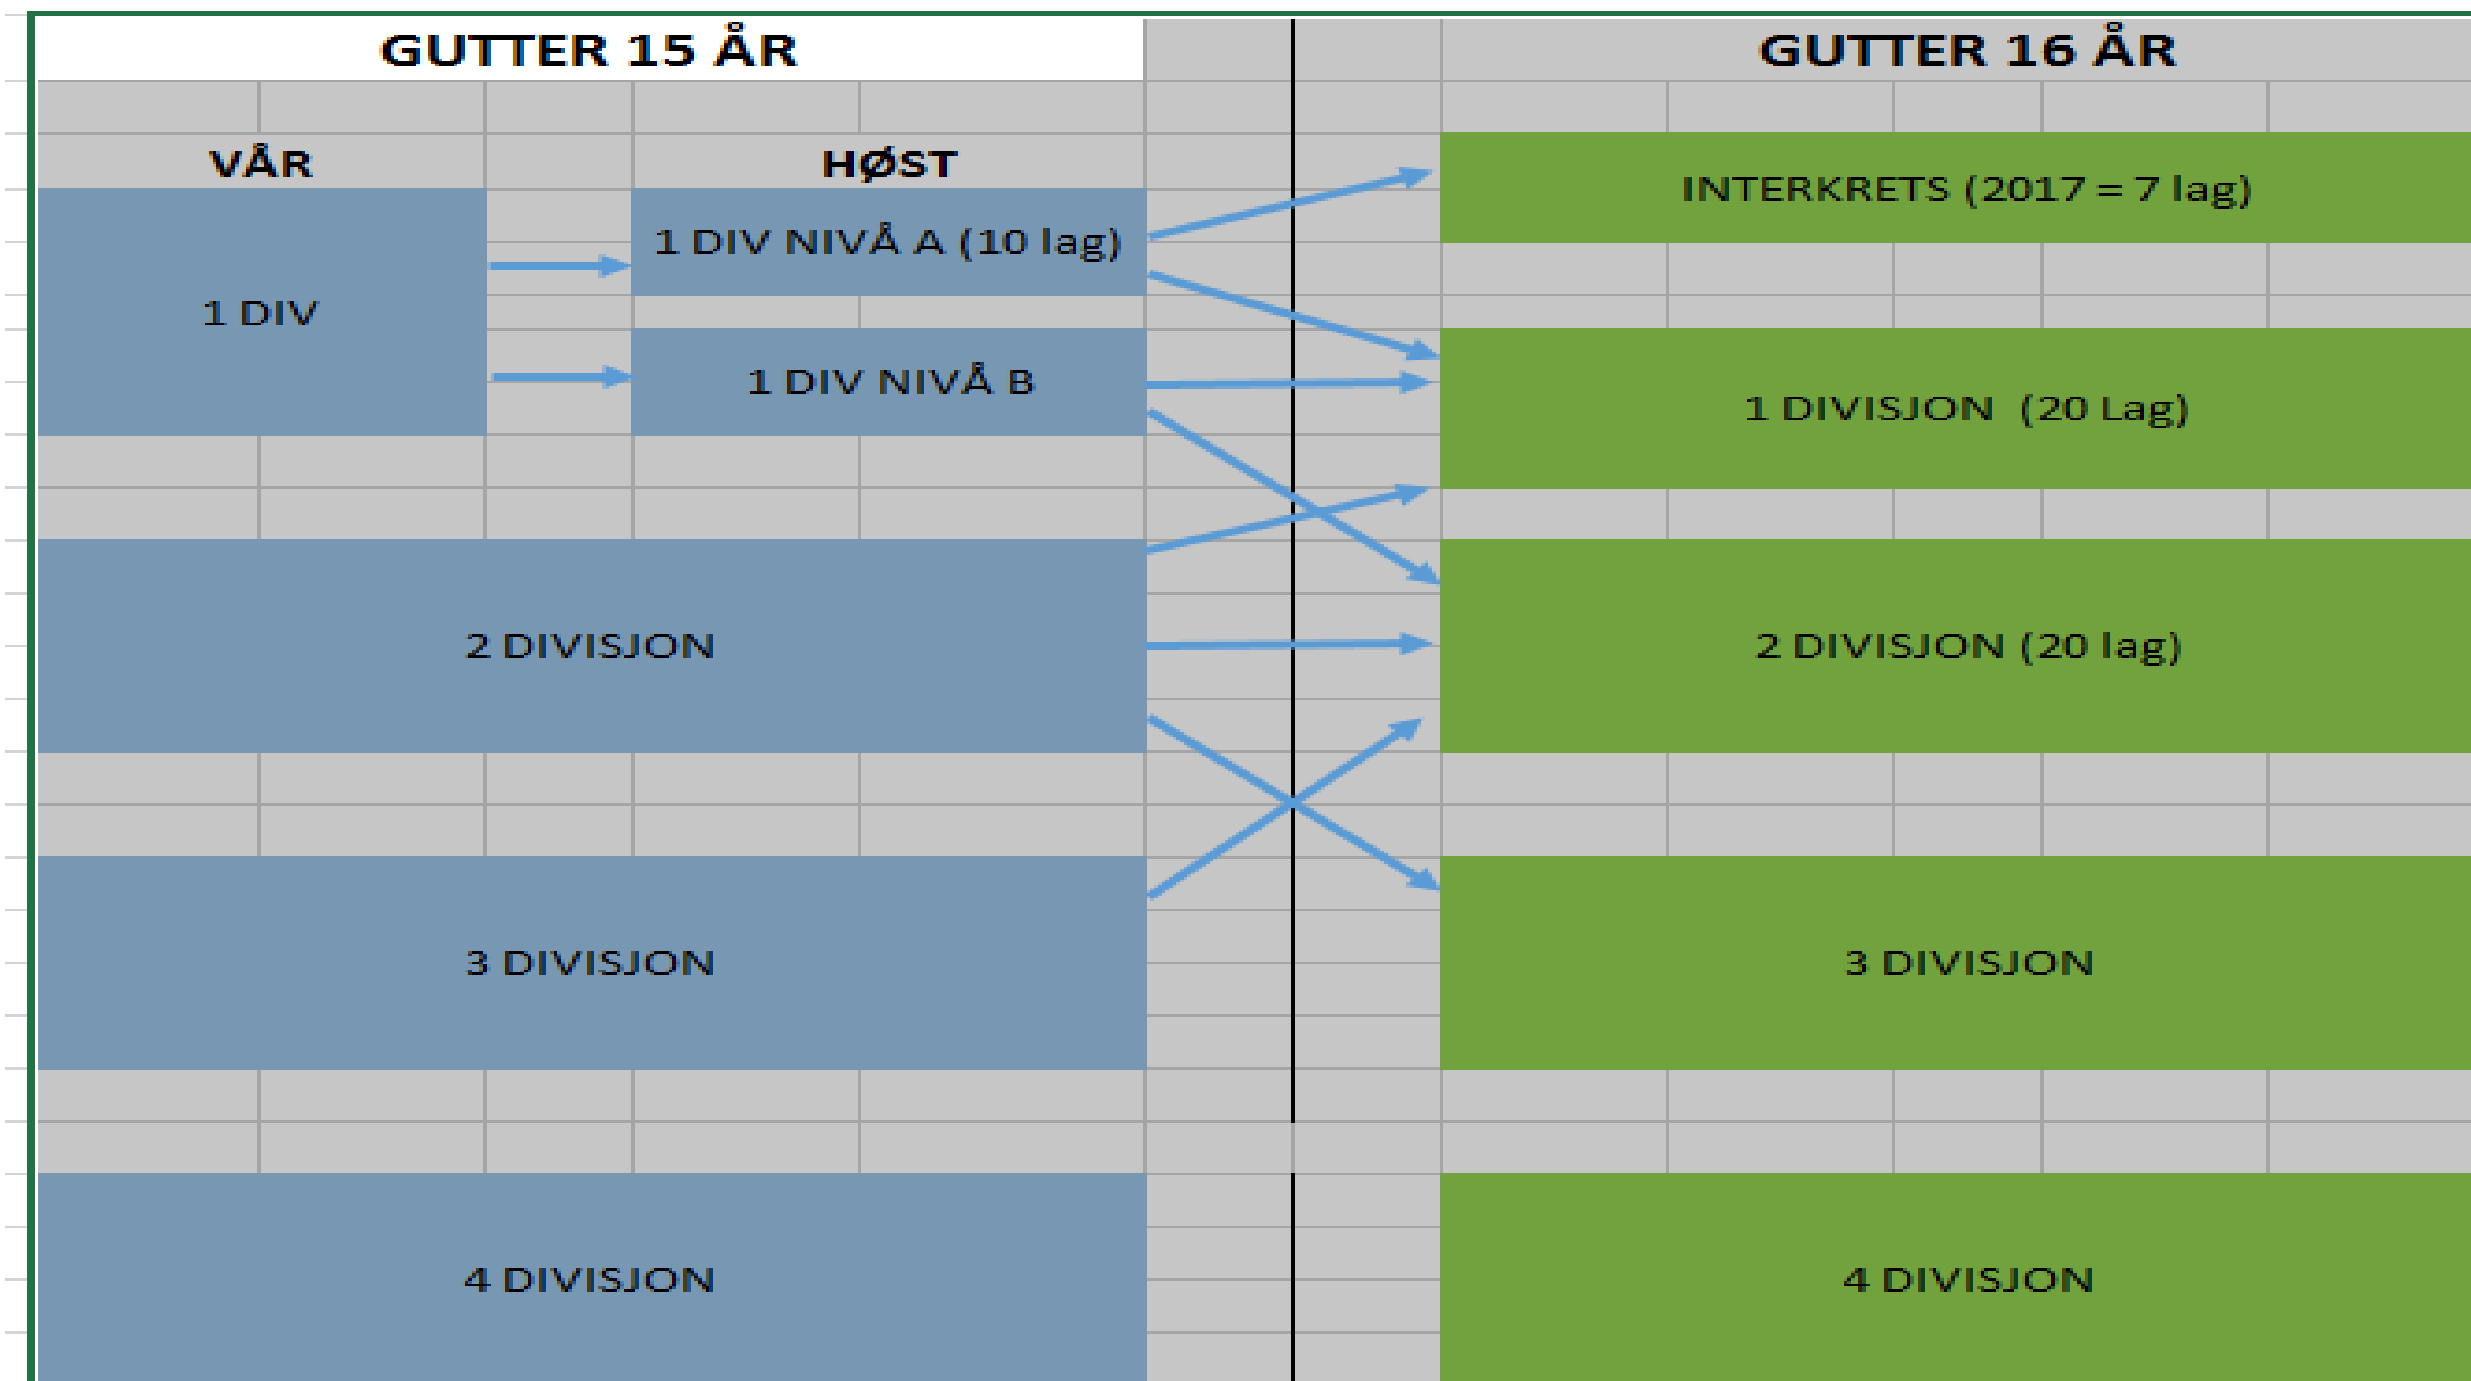 GUTTER 15 ÅR
GUTTER 16 ÅR
VÅR
HØST
1 DIV
1 DIV NIVÅ A (10 lag)
1 DIV NIVÅ B
2 DIVISJON
3 DIVISJON
4 DIVISJON
INTERKRETS (2017 = 7 lag)
1 DIVISJON (20 Lag)
2 DIVISJON (20 lag)
3 DIVISJON
4 DIVISJON